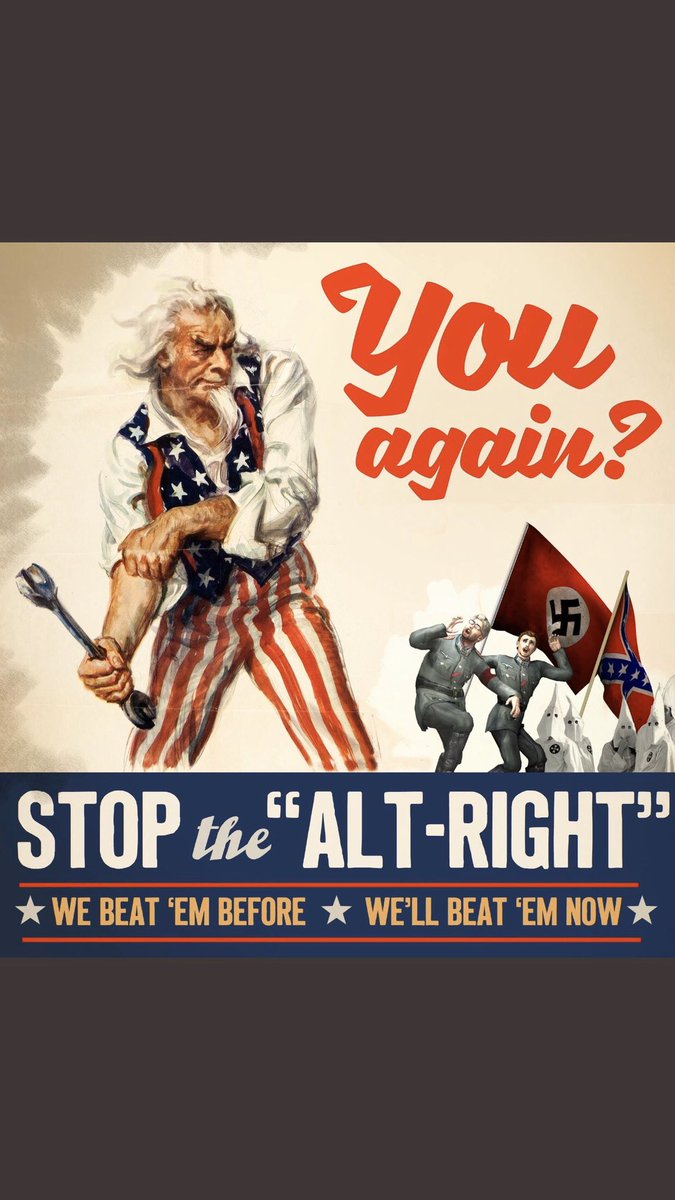 You
again?
STOP the “ALT-RIGHT”
WE BEAT ‘EM BEFORE ★ WE’LL BEAT ‘EM NOW